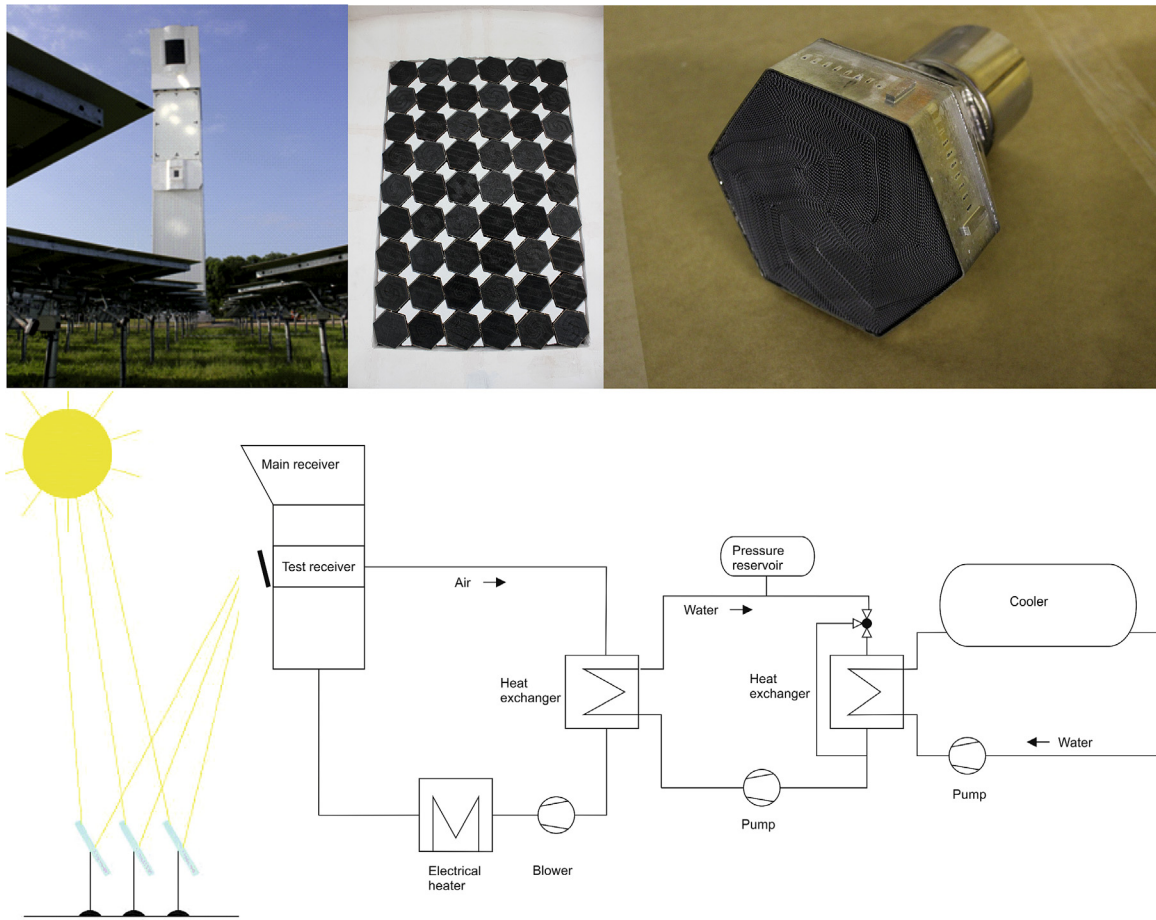 Main receiver
Test receiver
Air
Pressure
reservoir
Water
Cooler
Heat
exchanger
Heat
exchanger
Water
Pump
Pump
Electrical
heater
Blower